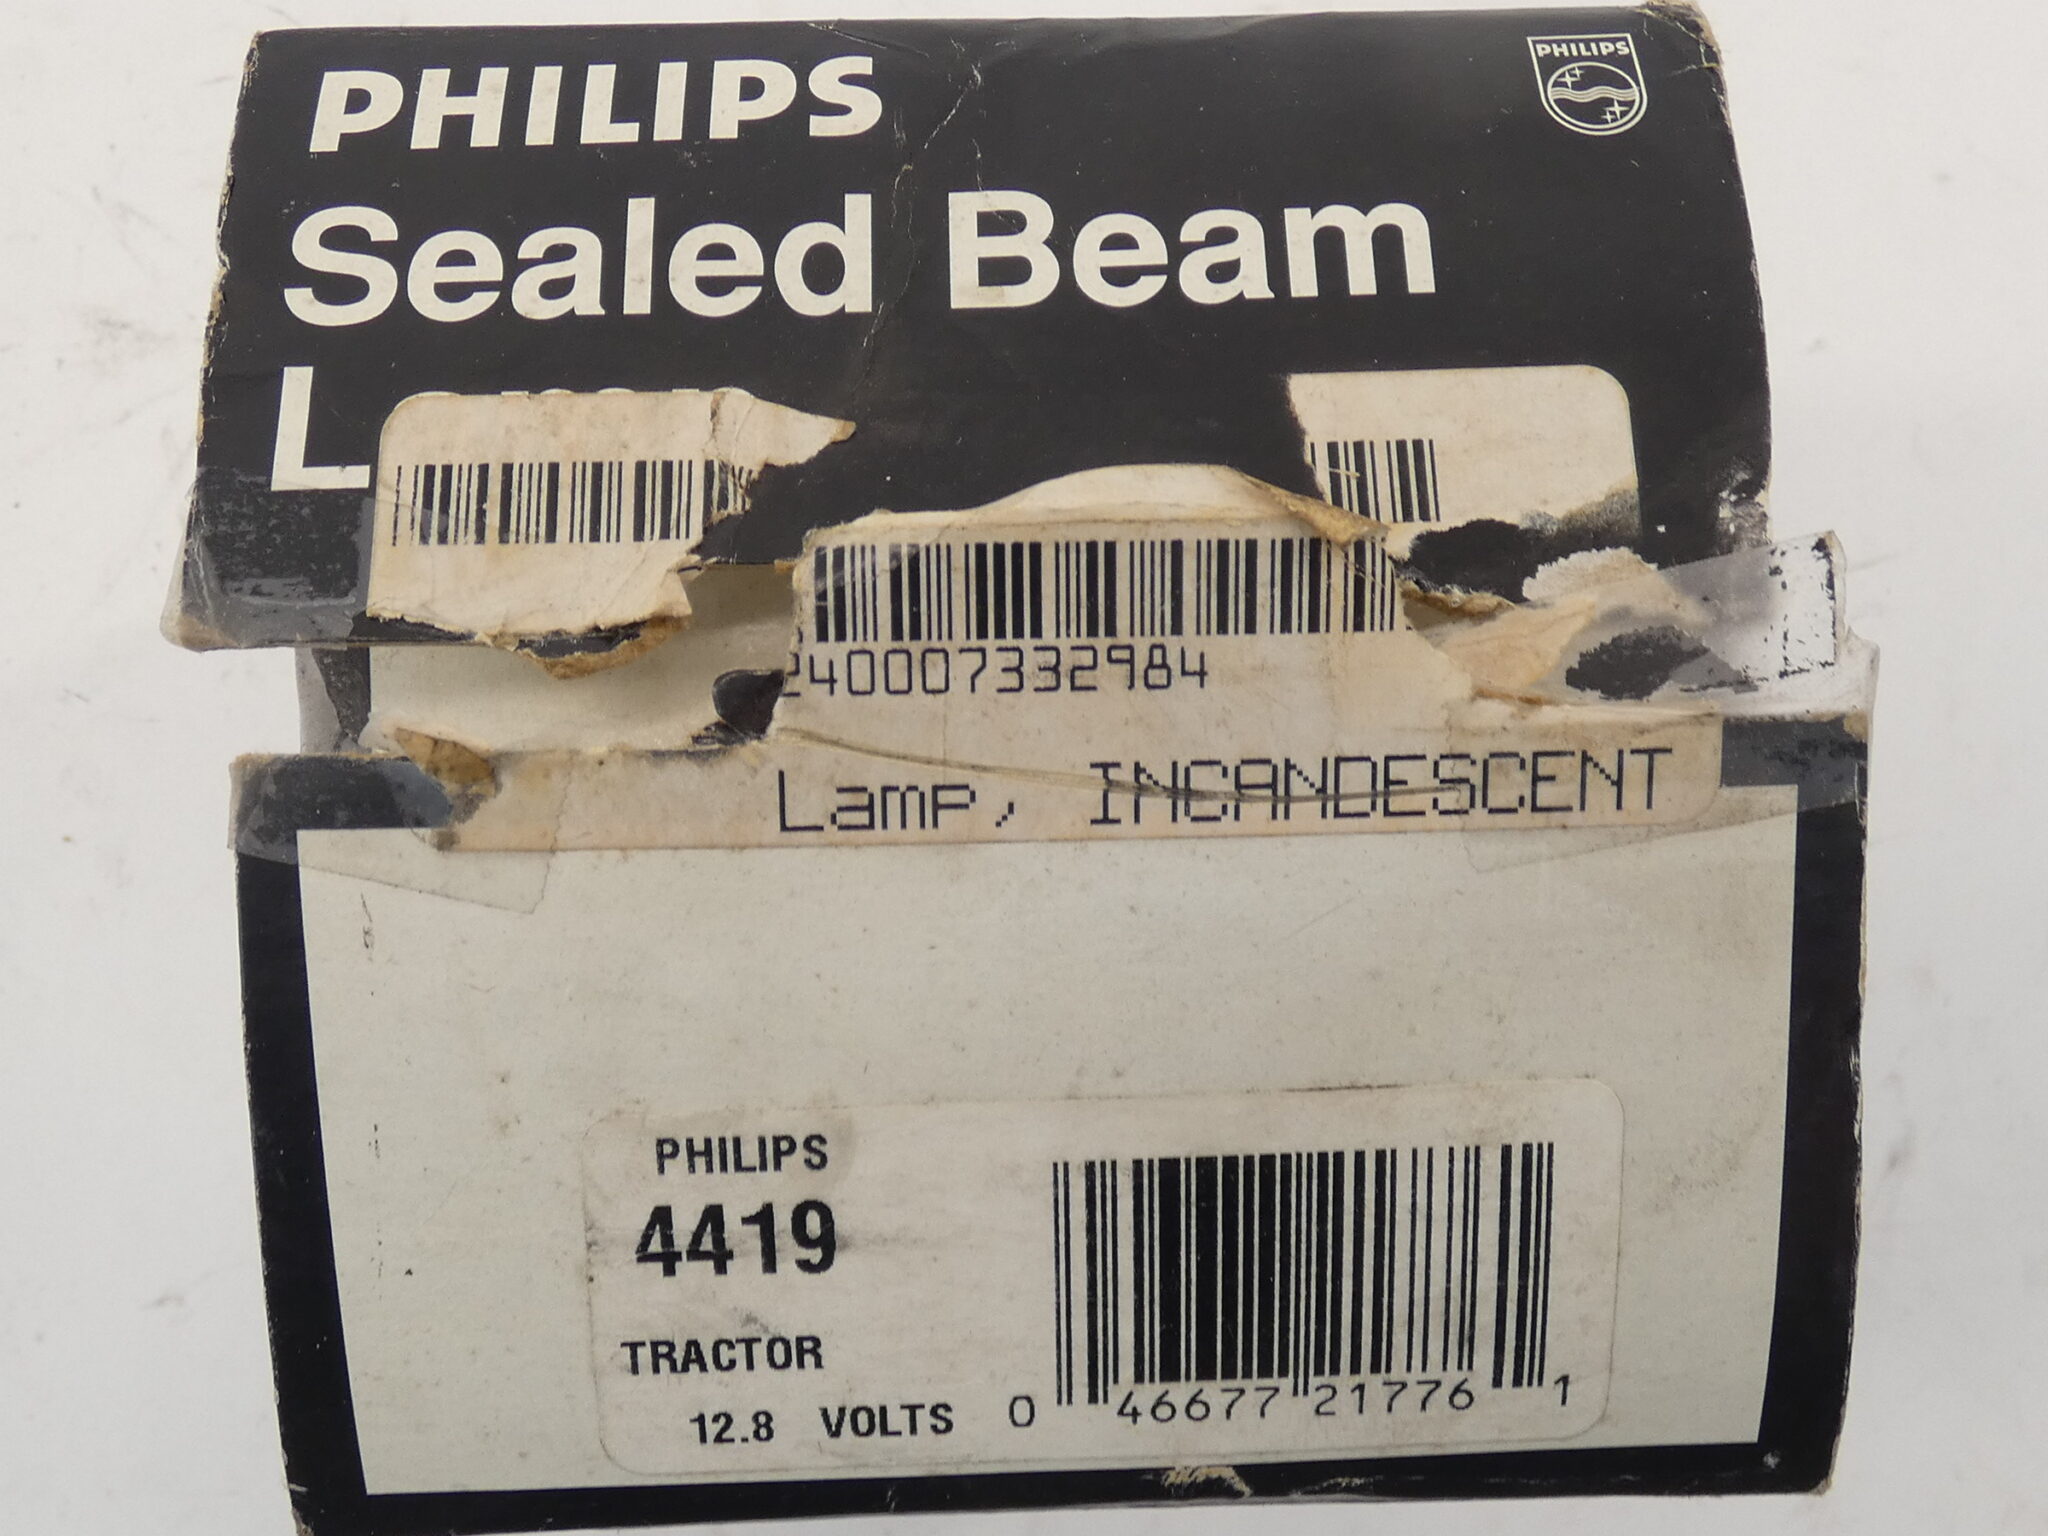 PHILIPS
PHILIPS
Sealed Beam
240007332984
Lamp, INCANDESCENT
PHILIPS
4419
TRACTOR
12.8 VOLTS
0 46677 21776 1